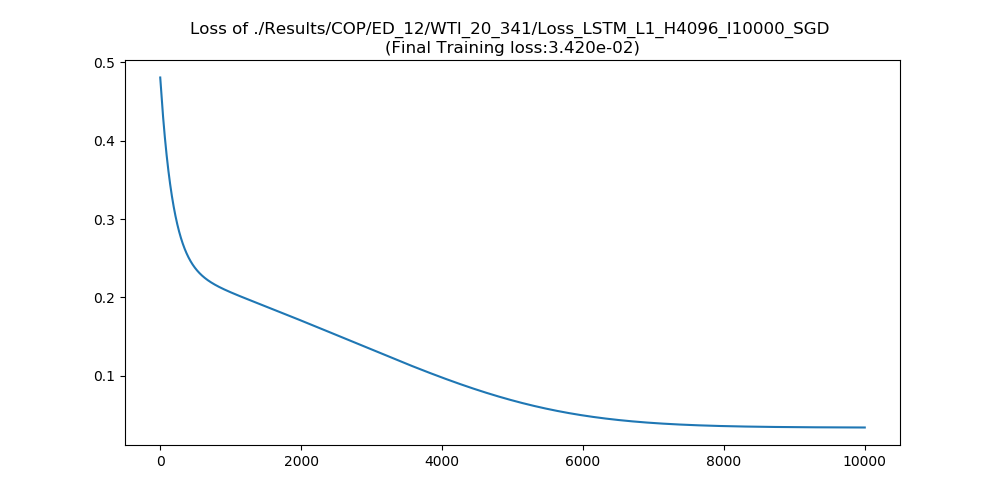 Loss of ./Results/COP/ED_12/WTI_20_341/Loss_LSTM_L1_H4096_I10000_SGD
(Final Training loss:3.420e-02)
0.5
0.4
0.3
0.2
0.1
0 2000 4000 6000 8000 10000